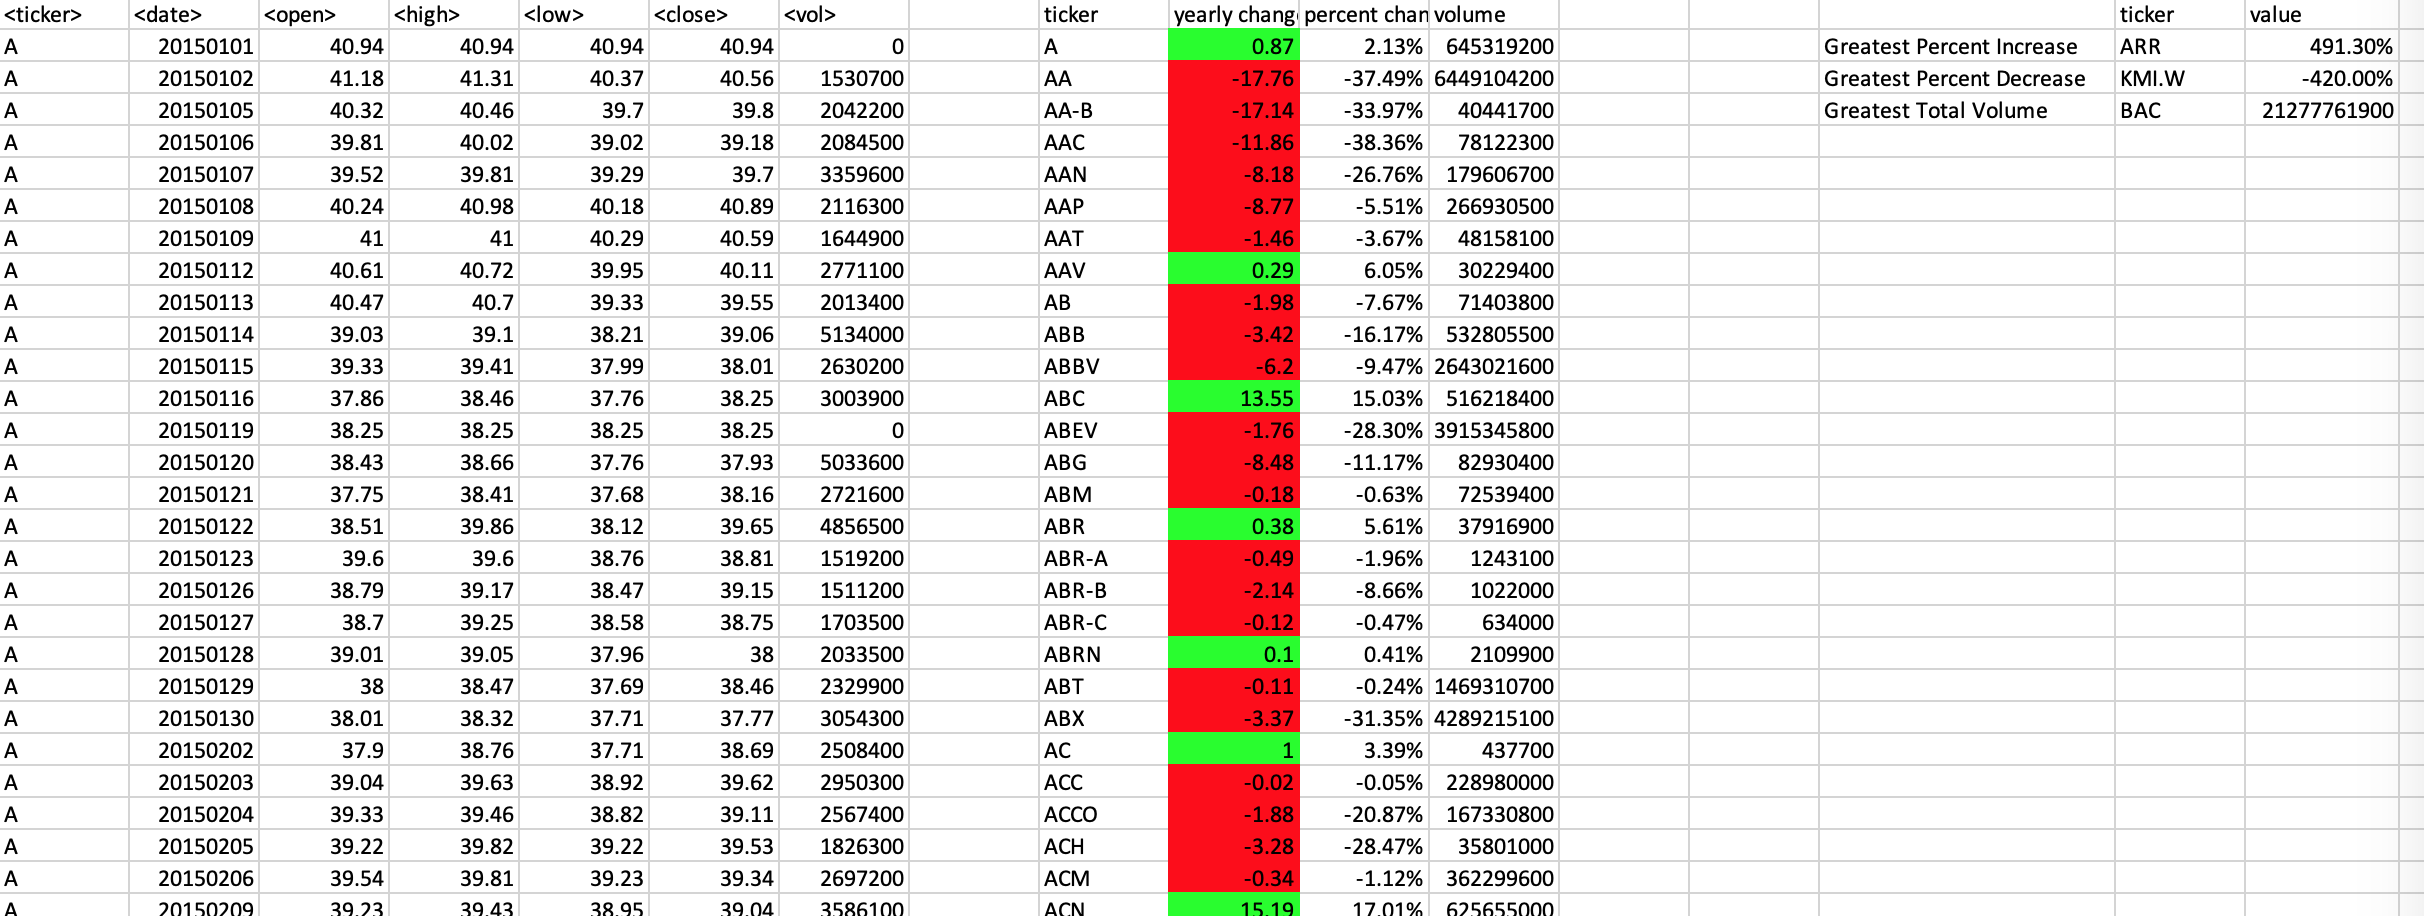 <ticker> <date> <open> <high> <low> <close> <vol> ticker yearly chang percent chan volume ticker value
A 20150101 40.94 40.94 40.94 40.94 0 A 0.87 2.13% 645319200 Greatest Percent Increase ARR 491.30%
A 20150102 41.18 41.31 40.37 40.56 1530700 AA -17.76 -37.49% 6449104200 Greatest Percent Decrease KMI.W -420.00%
A 20150105 40.32 40.46 39.7 39.8 2042200 AA-B -17.14 -33.97% 40441700 Greatest Total Volume BAC 21277761900
A 20150106 39.81 40.02 39.02 39.18 2084500 AAC -11.86 -38.36% 78122300
A 20150107 39.52 39.81 39.29 39.7 3359600 AAN -8.18 -26.76% 179606700
A 20150108 40.24 40.98 40.18 40.89 2116300 AAP -8.77 -5.51% 266930500
A 20150109 41 41 40.29 40.59 1644900 AAT -1.46 -3.67% 48158100
A 20150112 40.61 40.72 39.95 40.11 2771100 AAV 0.29 6.05% 30229400
A 20150113 40.47 40.7 39.33 39.55 2013400 AB -1.98 -7.67% 71403800
A 20150114 39.03 39.1 38.21 39.06 5134000 ABB -3.42 -16.17% 532805500
A 20150115 39.33 39.41 37.99 38.01 2630200 ABBV -6.2 -9.47% 2643021600
A 20150116 37.86 38.46 37.76 38.25 3003900 ABC 13.55 15.03% 516218400
A 20150119 38.25 38.25 38.25 38.25 0 ABEV -1.76 -28.30% 3915345800
A 20150120 38.43 38.66 37.76 37.93 5033600 ABG -8.48 -11.17% 82930400
A 20150121 37.75 38.41 37.68 38.16 2721600 ABM -0.18 -0.63% 72539400
A 20150122 38.51 39.86 38.12 39.65 4856500 ABR 0.38 5.61% 37916900
A 20150123 39.6 39.6 38.76 38.81 1519200 ABR-A -0.49 -1.96% 1243100
A 20150126 38.79 39.17 38.47 39.15 1511200 ABR-B -2.14 -8.66% 1022000
A 20150127 38.7 39.25 38.58 38.75 1703500 ABR-C -0.12 -0.47% 634000
A 20150128 39.01 39.05 37.96 38 2033500 ABRN 0.1 0.41% 2109900
A 20150129 38 38.47 37.69 38.46 2329900 ABT -0.11 -0.24% 1469310700
A 20150130 38.01 38.32 37.71 37.77 3054300 ABX -3.37 -31.35% 4289215100
A 20150202 37.9 38.76 37.71 38.69 2508400 AC 1 3.39% 437700
A 20150203 39.04 39.63 38.92 39.62 2950300 ACC -0.02 -0.05% 228980000
A 20150204 39.33 39.46 38.82 39.11 2567400 ACCO -1.88 -20.87% 167330800
A 20150205 39.22 39.82 39.22 39.53 1826300 ACH -3.28 -28.47% 35801000
A 20150206 39.54 39.81 39.23 39.34 2697200 ACM -0.34 -1.12% 362299600
A 20150209 39.23 39.43 38.95 39.04 3586100 ACN 15.19 17.01% 625655000